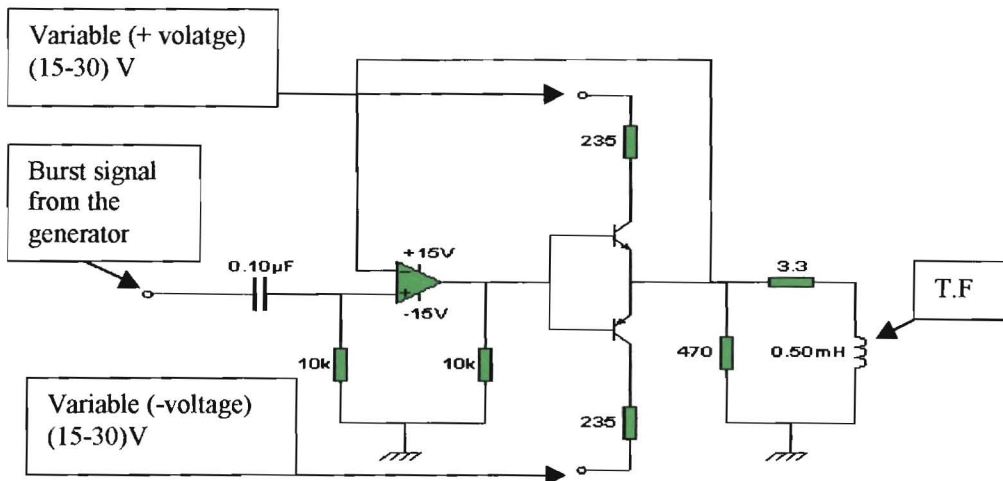 Variable (+ volatge)
(15-30) V
Burst signal
from the
generator
0.10µF
+15V
-15V
10k
10k
235
235
470
3.3
0.50mH
T.F
Variable (-voltage)
(15-30)V